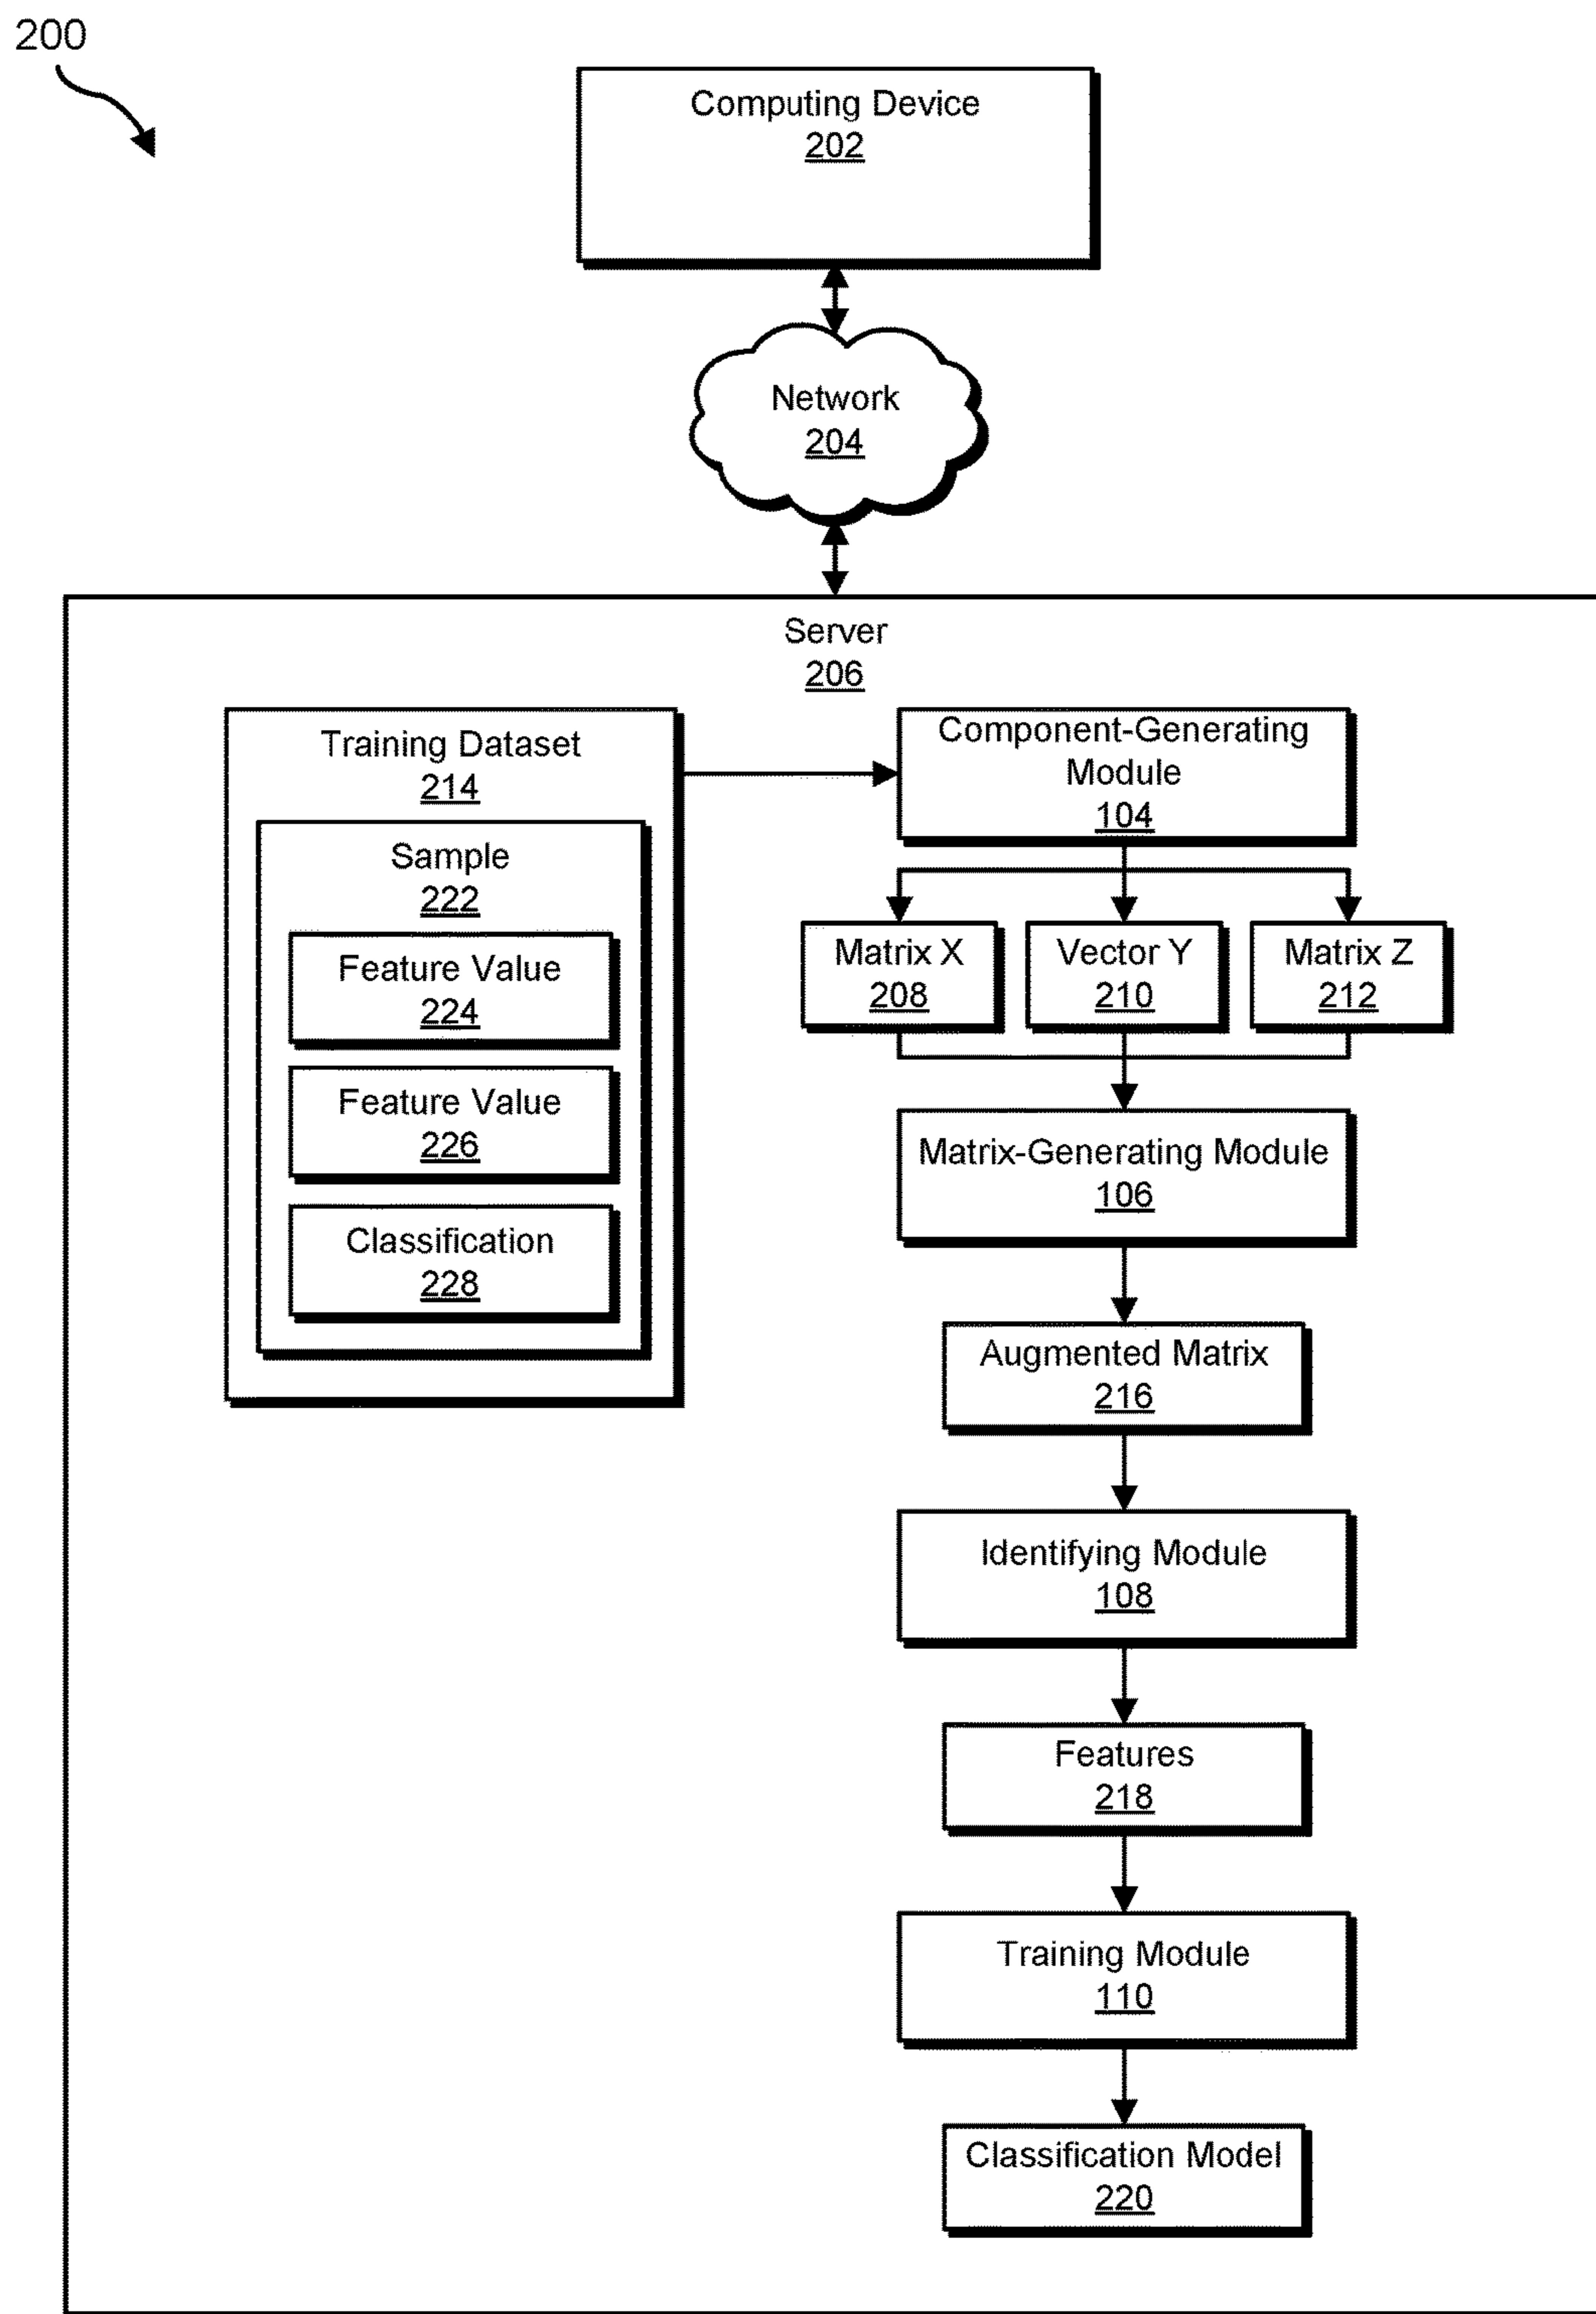 200
Computing Device
202
Network
204
Server
206
Training Dataset
214
Sample
222
Feature Value
224
Feature Value
226
Classification
228
Component-Generating
Module
104
Matrix X
208
Vector Y
210
Matrix Z
212
Matrix-Generating Module
106
Augmented Matrix
216
Identifying Module
108
Features
218
Training Module
110
Classification Model
220